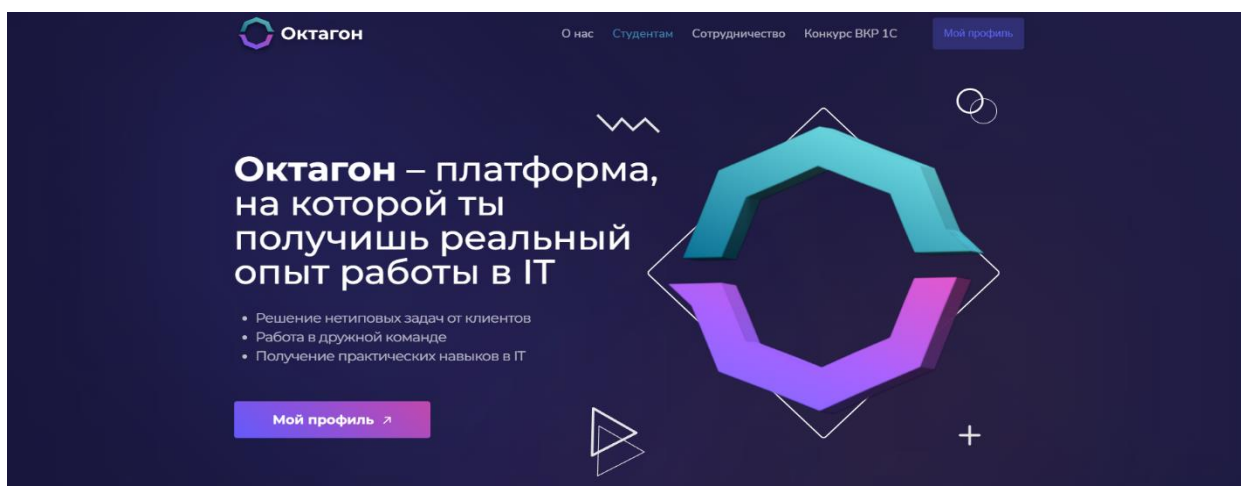 Октагон
О нас Студентам Сотрудничество Конкурс ВКР 1С Мой профиль
Октагон – платформа,
на которой ты
получишь реальный
опыт работы в IT
• Решение нетиповых задач от клиентов
• Работа в дружной команде
• Получение практических навыков в IT
Мой профиль ↗